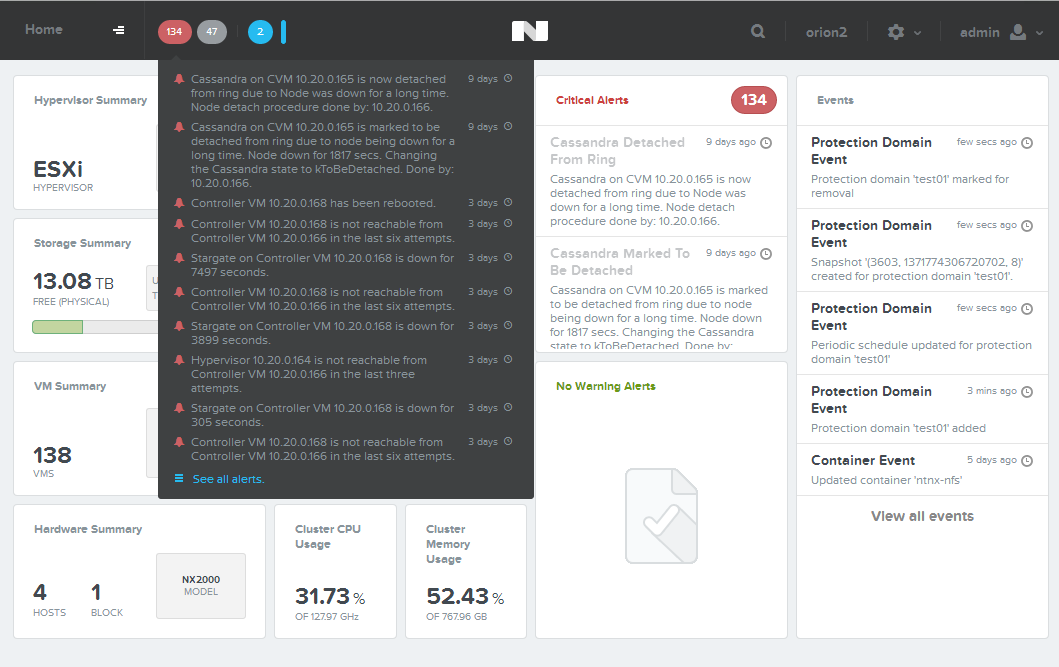 Home
134
47
2
orion2
admin
Hypervisor Summary
ESXi
HYPERVISOR
Storage Summary
13.08 TB
FREE (PHYSICAL)
VM Summary
138
VMS
Hardware Summary
4
HOSTS
1
BLOCK
NX2000
MODEL
Cassandra on CVM 10.20.0.165 is now detached
from ring due to Node was down for a long time.
Node detach procedure done by: 10.20.0.166.
9 days
Cassandra on CVM 10.20.0.165 is marked to be
detached from ring due to node being down for a
long time. Node down for 1817 secs. Changing
the Cassandra state to kToBeDetached. Done by:
10.20.0.166.
9 days
Controller VM 10.20.0.168 has been rebooted.
3 days
Controller VM 10.20.0.168 is not reachable from
Controller VM 10.20.0.166 in the last six attempts.
3 days
Stargate on Controller VM 10.20.0.168 is down for
7497 seconds.
3 days
Controller VM 10.20.0.168 is not reachable from
Controller VM 10.20.0.166 in the last six attempts.
3 days
Stargate on Controller VM 10.20.0.168 is down for
3899 seconds.
3 days
Hypervisor 10.20.0.164 is not reachable from
Controller VM 10.20.0.166 in the last three
attempts.
3 days
Stargate on Controller VM 10.20.0.168 is down for
305 seconds.
3 days
Controller VM 10.20.0.168 is not reachable from
Controller VM 10.20.0.166 in the last six attempts.
3 days
See all alerts.
Cluster CPU
Usage
31.73 %
OF 127.97 GHz
Cluster
Memory
Usage
52.43 %
OF 767.96 GB
Critical Alerts
134
Cassandra Detached
From Ring
9 days ago
Cassandra on CVM 10.20.0.165 is now
detached from ring due to Node was
down for a long time. Node detach
procedure done by: 10.20.0.166.
Cassandra Marked To
Be Detached
9 days ago
Cassandra on CVM 10.20.0.165 is marked
to be detached from ring due to node
being down for a long time. Node down
for 1817 secs. Changing the Cassandra
state to kToBeDetached. Done by:
No Warning Alerts
Events
Protection Domain
Event
few secs ago
Protection domain 'test01' marked for
removal
Protection Domain
Event
few secs ago
Snapshot '(3603, 1371774306720702, 8)'
created for protection domain 'test01'.
Protection Domain
Event
few secs ago
Periodic schedule updated for protection
domain 'test01'
Protection Domain
Event
3 mins ago
Protection domain 'test01' added
Container Event
5 days ago
Updated container 'ntnx-nfs'
View all events